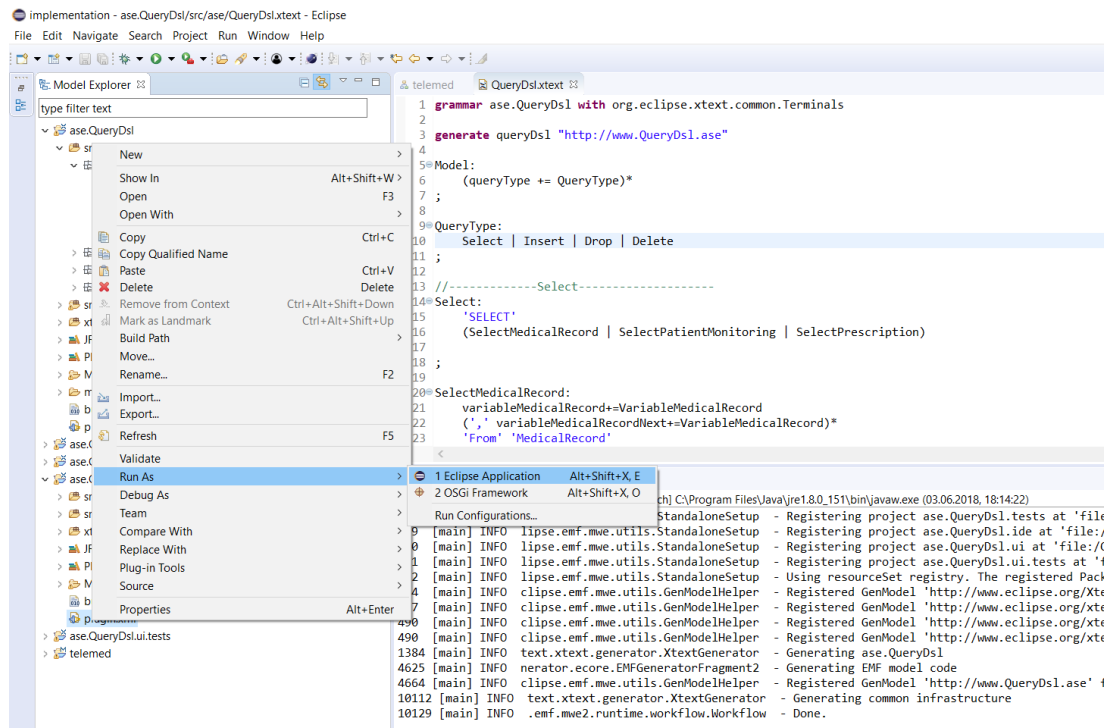 implementation - ase.QueryDsl/src/ase/QueryDsl.xtext - Eclipse
File Edit Navigate Search Project Run Window Help
Model Explorer
type filter text
ase.QueryDsl
ase.QueryDsl.ui.tests
telemed
New
Show In Alt+Shift+W
Open F3
Open With
Copy Ctrl+C
Copy Qualified Name
Paste Ctrl+V
Delete Delete
Remove from Context Ctrl+Alt+Shift+Down
Mark as Landmark Ctrl+Alt+Shift+Up
Build Path
Move...
Rename... F2
Import...
Export...
Refresh F5
Validate
Run As
Debug As
Team
Compare With
Replace With
Plug-in Tools
Source
Properties Alt+Enter
1 Eclipse Application Alt+Shift+X, E
2 OSGi Framework Alt+Shift+X, O
Run Configurations...
telemed QueryDsl.xtext
1 grammar ase.QueryDsl with org.eclipse.xtext.common.Terminals
2
3 generate queryDsl "http://www.QueryDsl.ase"
4
5 Model:
6 (queryType += QueryType)*
7 ;
8
9 QueryType:
10 Select | Insert | Drop | Delete
11 ;
12
13 //-------------Select--------------------
14 Select:
15 'SELECT'
16 (SelectMedicalRecord | SelectPatientMonitoring | SelectPrescription)
17
18 ;
19
20 SelectMedicalRecord:
21 variableMedicalRecord+=VariableMedicalRecord
22 (',' variableMedicalRecordNext+=VariableMedicalRecord)*
23 'From' 'MedicalRecord'
C:\Program Files\Java\jre1.8.0_151\bin\javaw.exe (03.06.2018, 18:14:22)
StandaloneSetup - Registering project ase.QueryDsl.tests at 'file
[main] INFO lipse.emf.mwe.utils.StandaloneSetup - Registering project ase.QueryDsl.ide at 'file:/
[main] INFO lipse.emf.mwe.utils.StandaloneSetup - Registering project ase.QueryDsl.ui at 'file:/
[main] INFO lipse.emf.mwe.utils.StandaloneSetup - Registering project ase.QueryDsl.ui.tests at 'f
[main] INFO lipse.emf.mwe.utils.StandaloneSetup - Using resourceSet registry. The registered Pack
[main] INFO clipse.emf.mwe.utils.GenModelHelper - Registered GenModel 'http://www.eclipse.org/Xte
[main] INFO clipse.emf.mwe.utils.GenModelHelper - Registered GenModel 'http://www.eclipse.org/xte
490 [main] INFO clipse.emf.mwe.utils.GenModelHelper - Registered GenModel 'http://www.eclipse.org/xte
490 [main] INFO clipse.emf.mwe.utils.GenModelHelper - Registered GenModel 'http://www.eclipse.org/xte
1384 [main] INFO text.xtext.generator.XtextGenerator - Generating ase.QueryDsl
4625 [main] INFO nerator.ecore.EMFGeneratorFragment2 - Generating EMF model code
4664 [main] INFO clipse.emf.mwe.utils.GenModelHelper - Registered GenModel 'http://www.QueryDsl.ase' f
10112 [main] INFO text.xtext.generator.XtextGenerator - Generating common infrastructure
10129 [main] INFO .emf.mwe2.runtime.workflow.Workflow - Done.